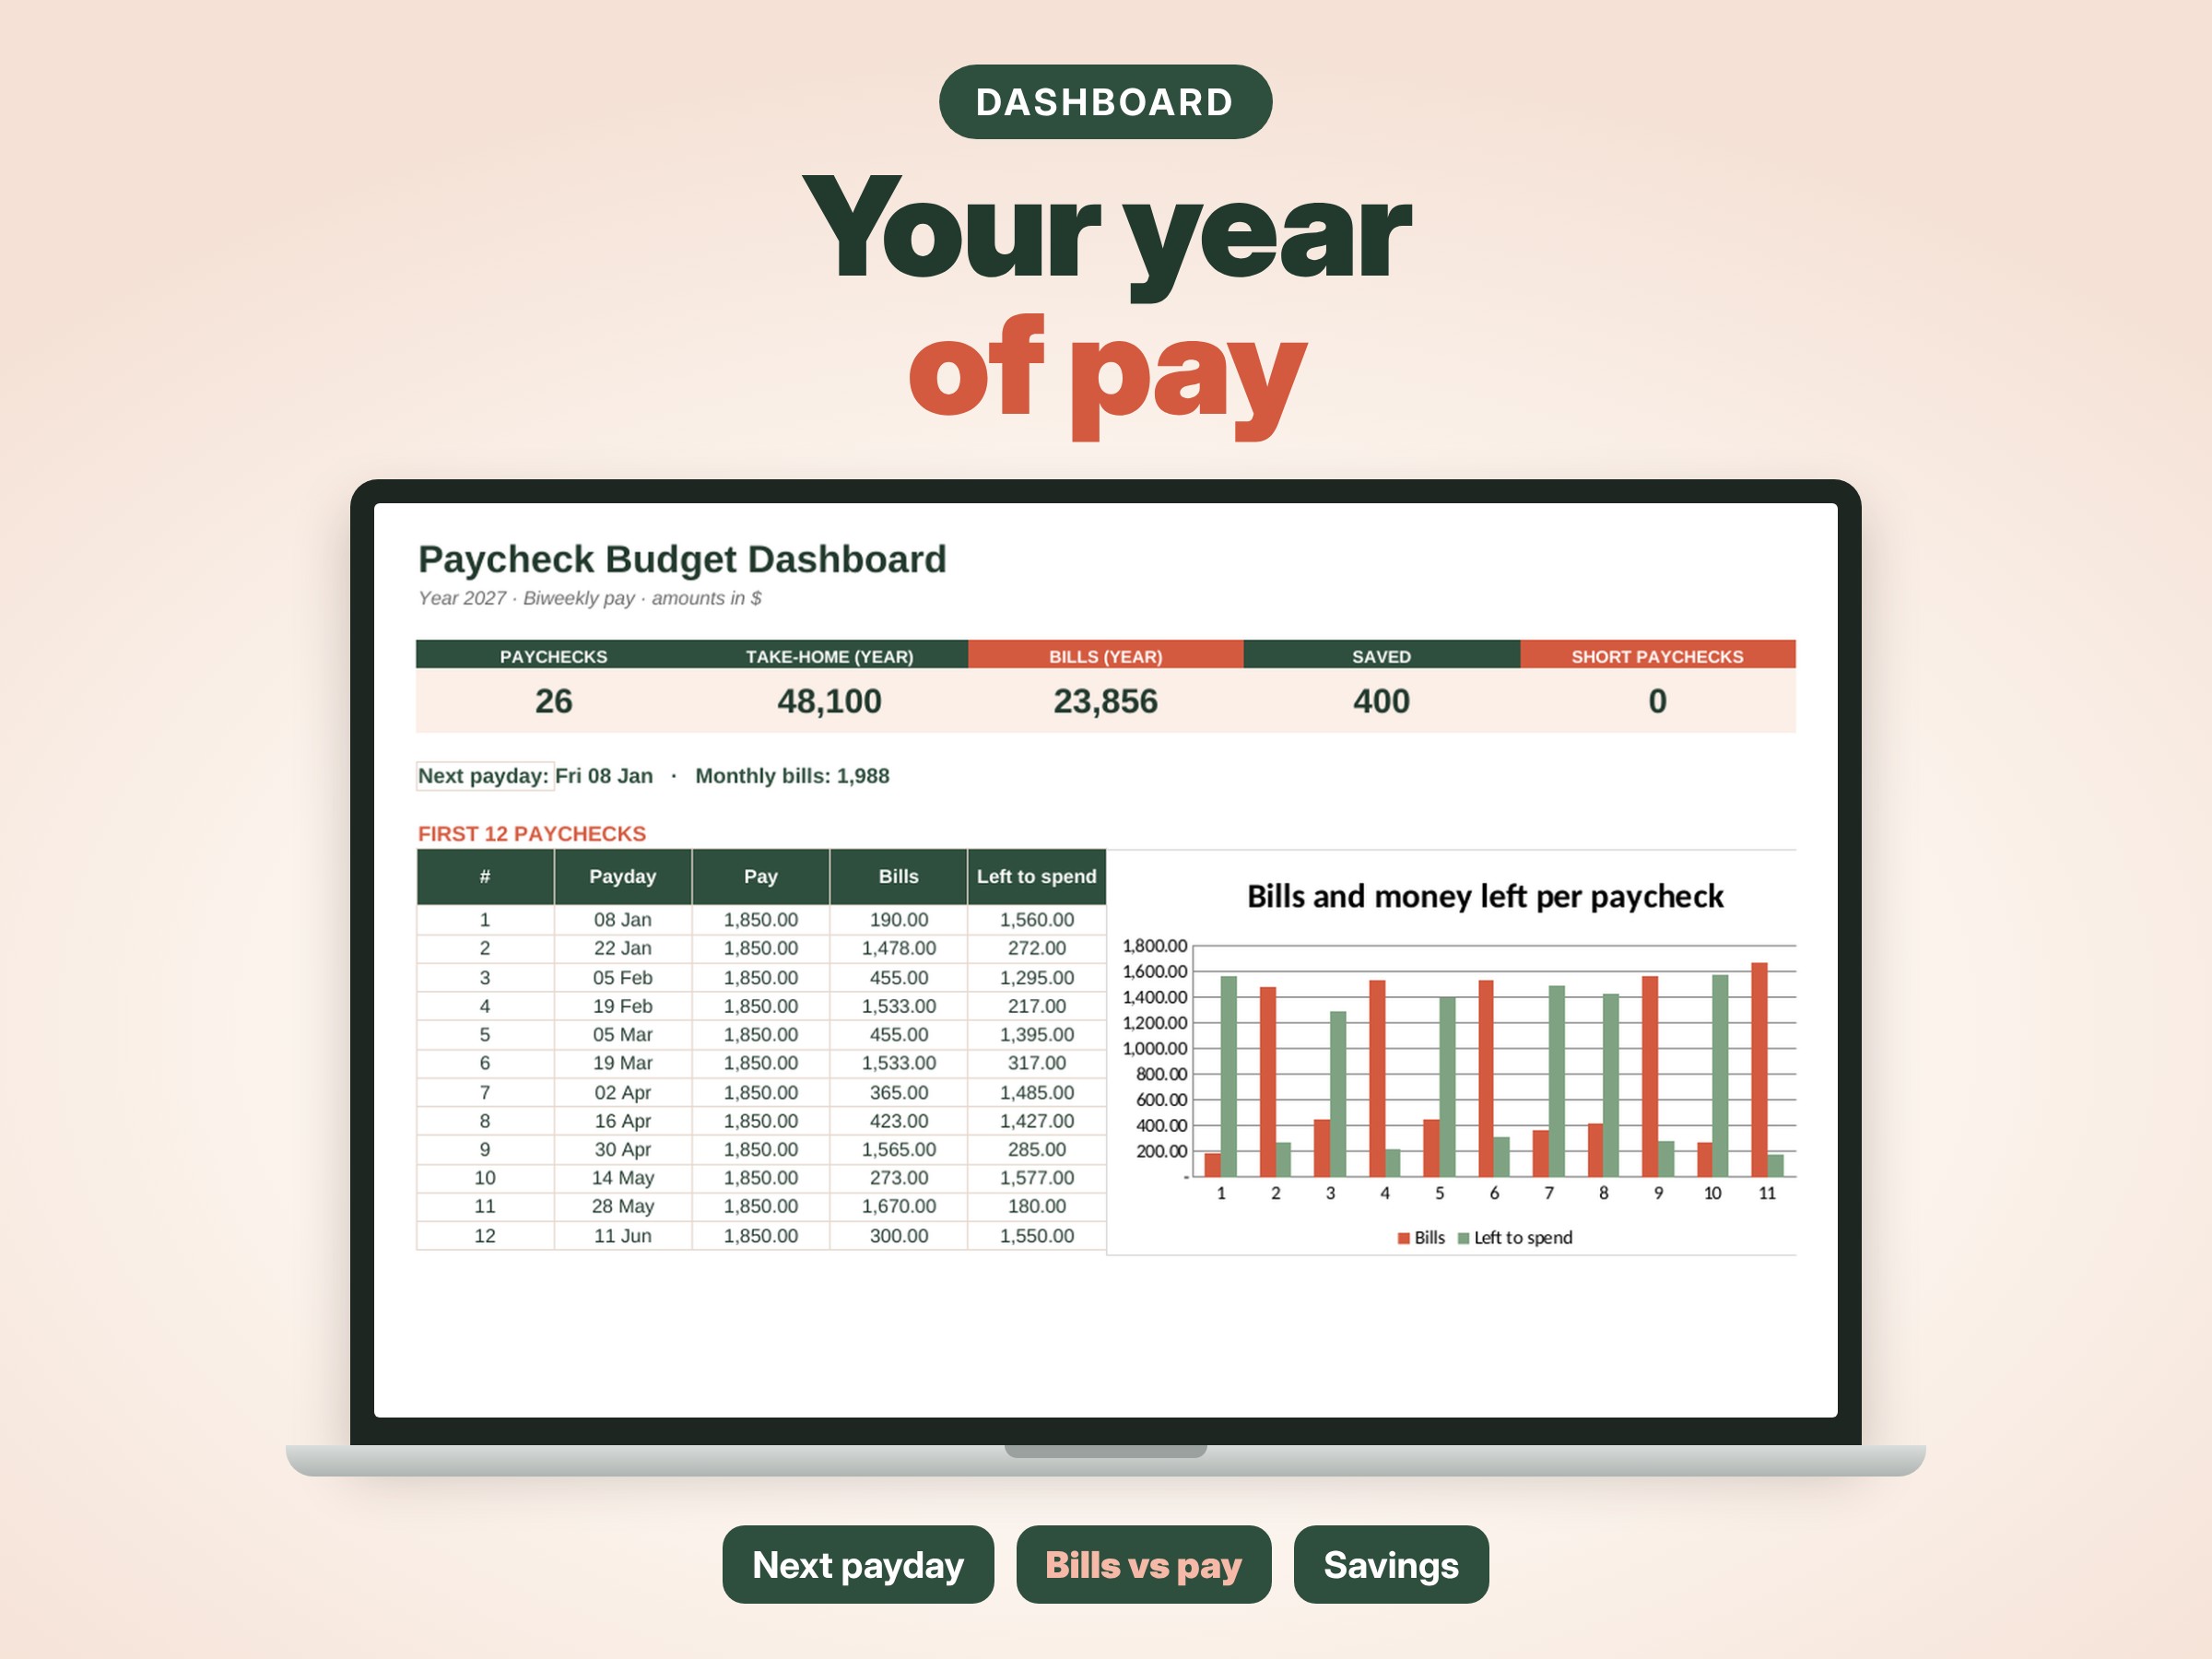 DASHBOARD
Your year
of pay
Paycheck Budget Dashboard
Year 2027 · Biweekly pay · amounts in $
PAYCHECKS TAKE-HOME (YEAR) BILLS (YEAR) SAVED SHORT PAYCHECKS
26 48,100 23,856 400 0
Next payday: Fri 08 Jan · Monthly bills: 1,988
FIRST 12 PAYCHECKS
# Payday Pay Bills Left to spend
1 08 Jan 1,850.00 190.00 1,560.00
2 22 Jan 1,850.00 1,478.00 272.00
3 05 Feb 1,850.00 455.00 1,295.00
4 19 Feb 1,850.00 1,533.00 217.00
5 05 Mar 1,850.00 455.00 1,395.00
6 19 Mar 1,850.00 1,533.00 317.00
7 02 Apr 1,850.00 365.00 1,485.00
8 16 Apr 1,850.00 423.00 1,427.00
9 30 Apr 1,850.00 1,565.00 285.00
10 14 May 1,850.00 273.00 1,577.00
11 28 May 1,850.00 1,670.00 180.00
12 11 Jun 1,850.00 300.00 1,550.00
Bills and money left per paycheck
1,800.00
1,600.00
1,400.00
1,200.00
1,000.00
800.00
600.00
400.00
200.00
-
1 2 3 4 5 6 7 8 9 10 11
Bills Left to spend
Next payday Bills vs pay Savings